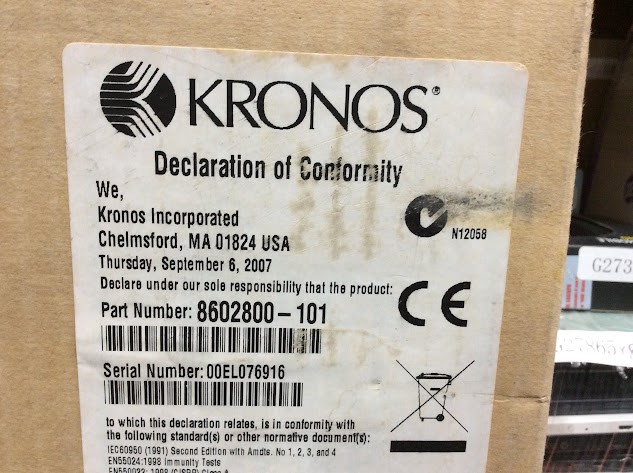 KRONOS®
Declaration of Conformity
We,
Kronos Incorporated
Chelmsford, MA 01824 USA
N12058
Thursday, September 6, 2007
Declare under our sole responsibility that the product:
CE
Part Number: 8602800-101
Serial Number: 00EL076916
to which this declaration relates, is in conformity with
the following standard(s) or other normative document(s):
IEC60950 (1991) Second Edition with Amdts. No 1, 2, 3, and 4
EN55024:1998 Immunity Tests
G273